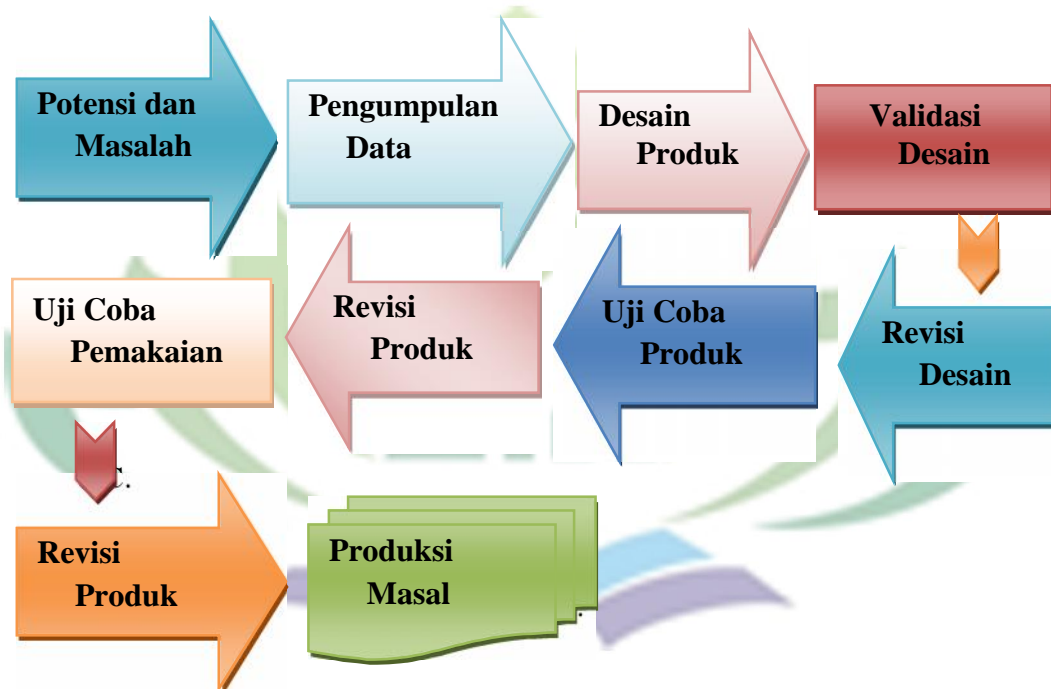 Potensi dan
Masalah
Pengumpulan
Data
Desain
Produk
Validasi
Desain
Revisi
Desain
Uji Coba
Produk
Revisi
Produk
Uji Coba
Pemakaian
C.
Revisi
Produk
Produksi
Masal
.